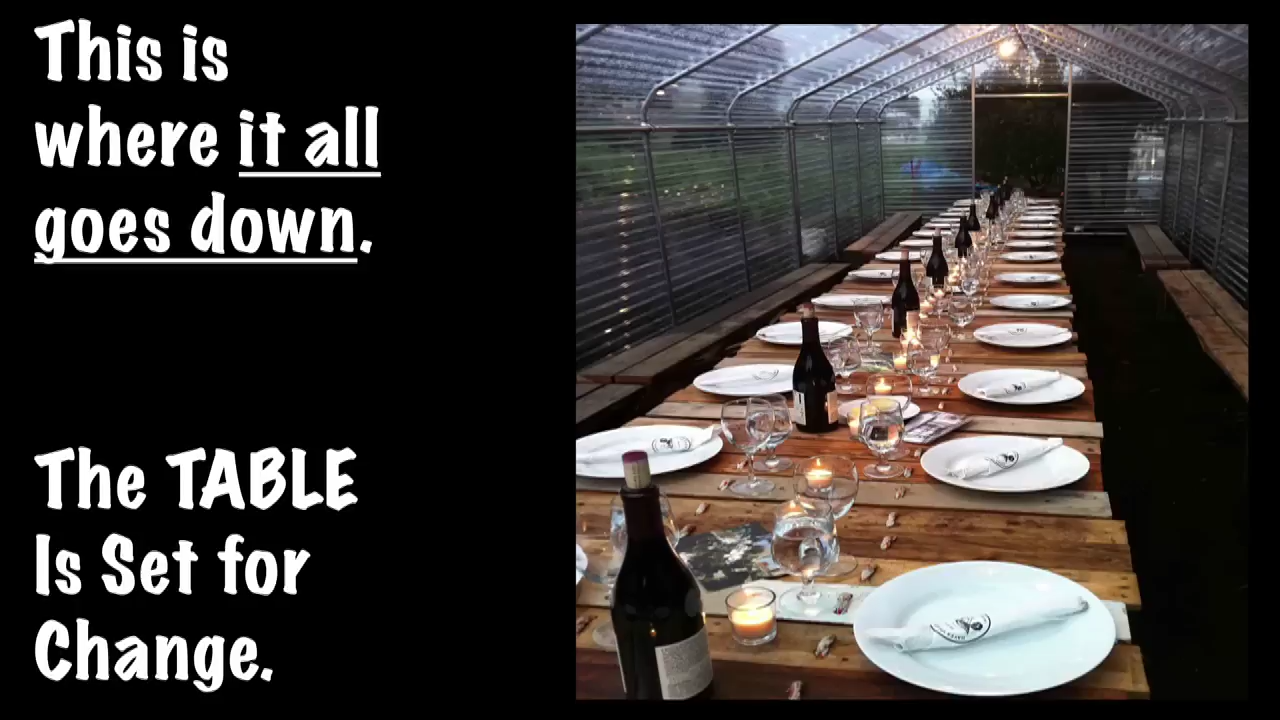 This is
where it all
goes down.
The TABLE
Is Set for
Change.